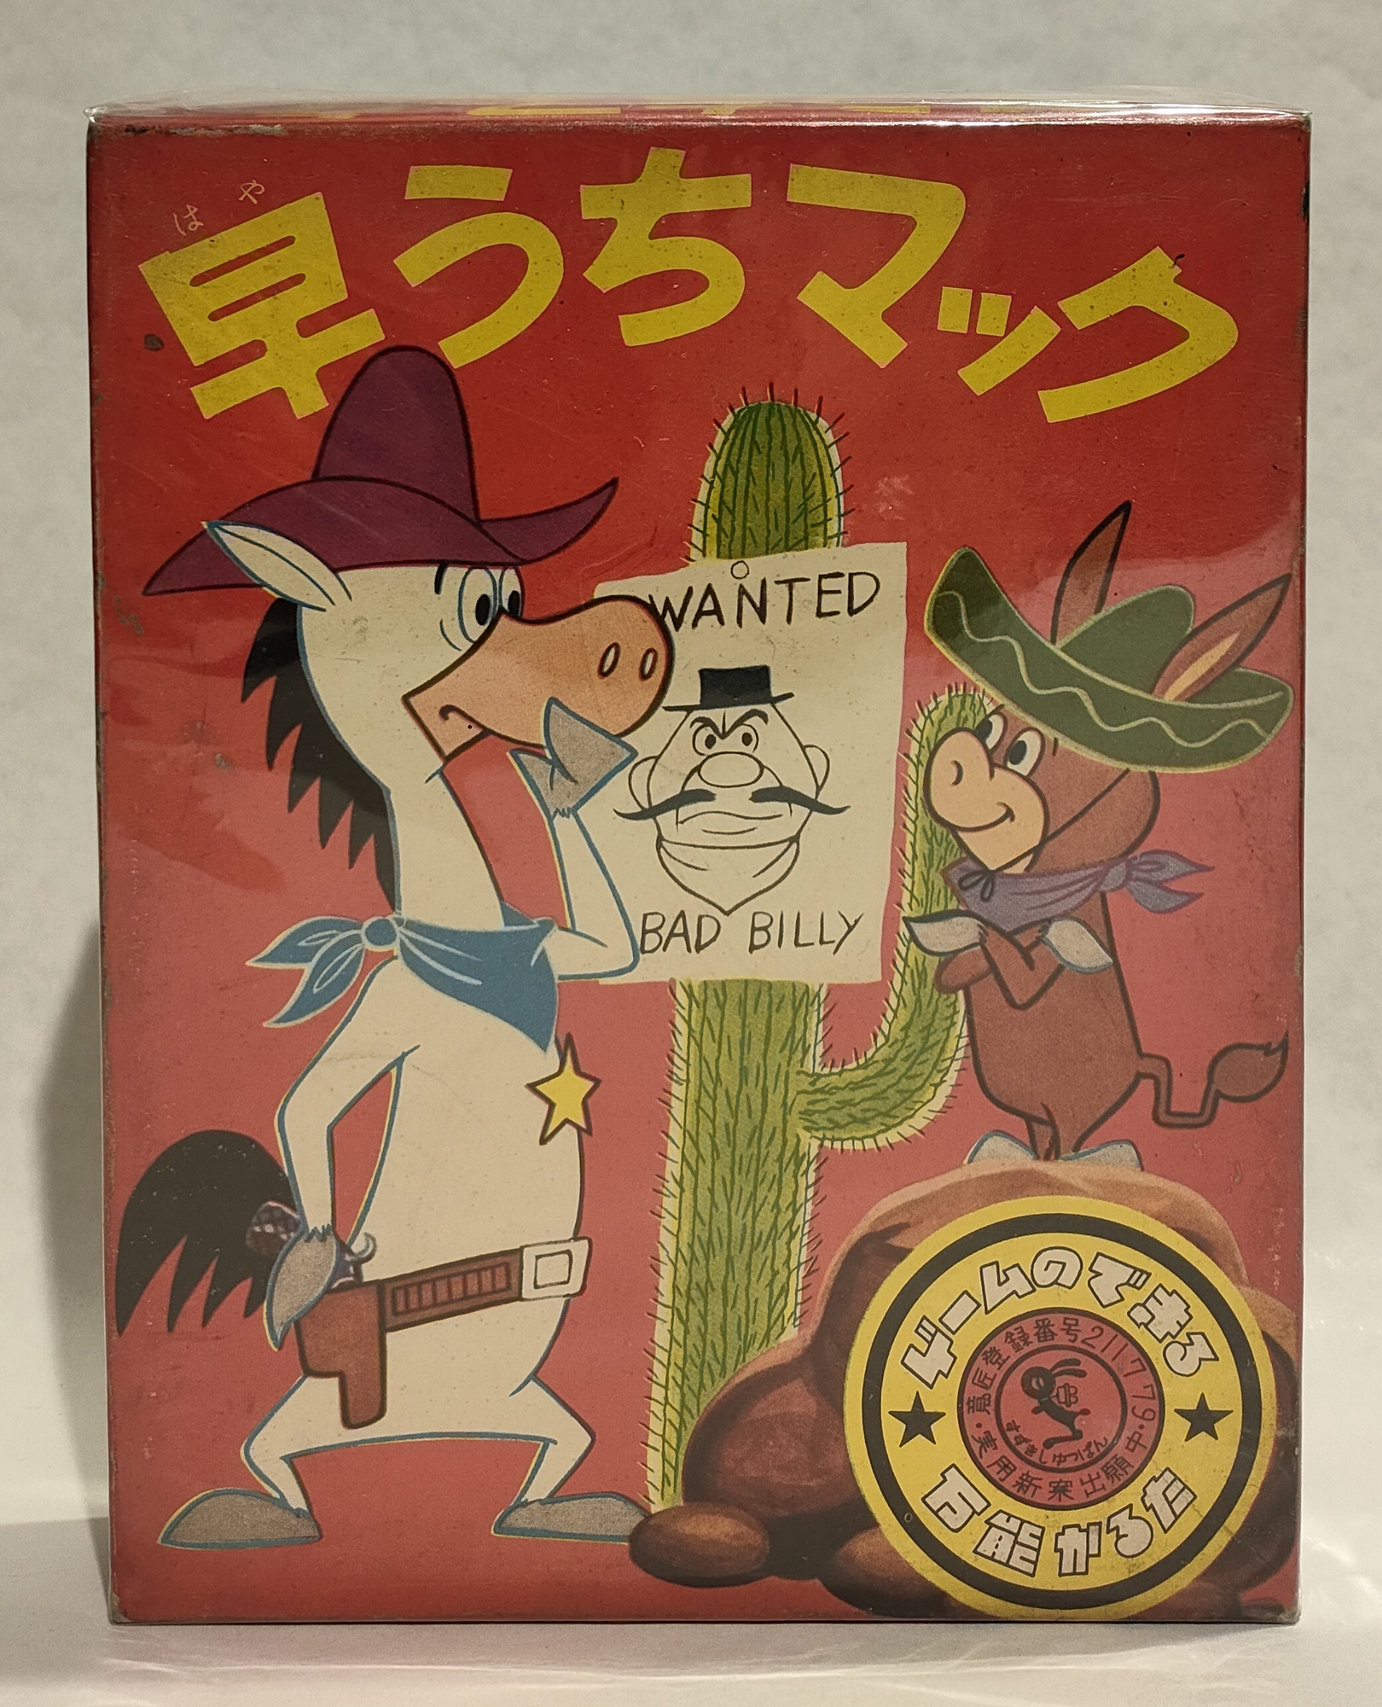 はや
早うちマック
WANTED
BAD BILLY
ゲームのできる
意匠登録番号211779・実用新案出願中・
すずきしゅっぱん
万能かるた